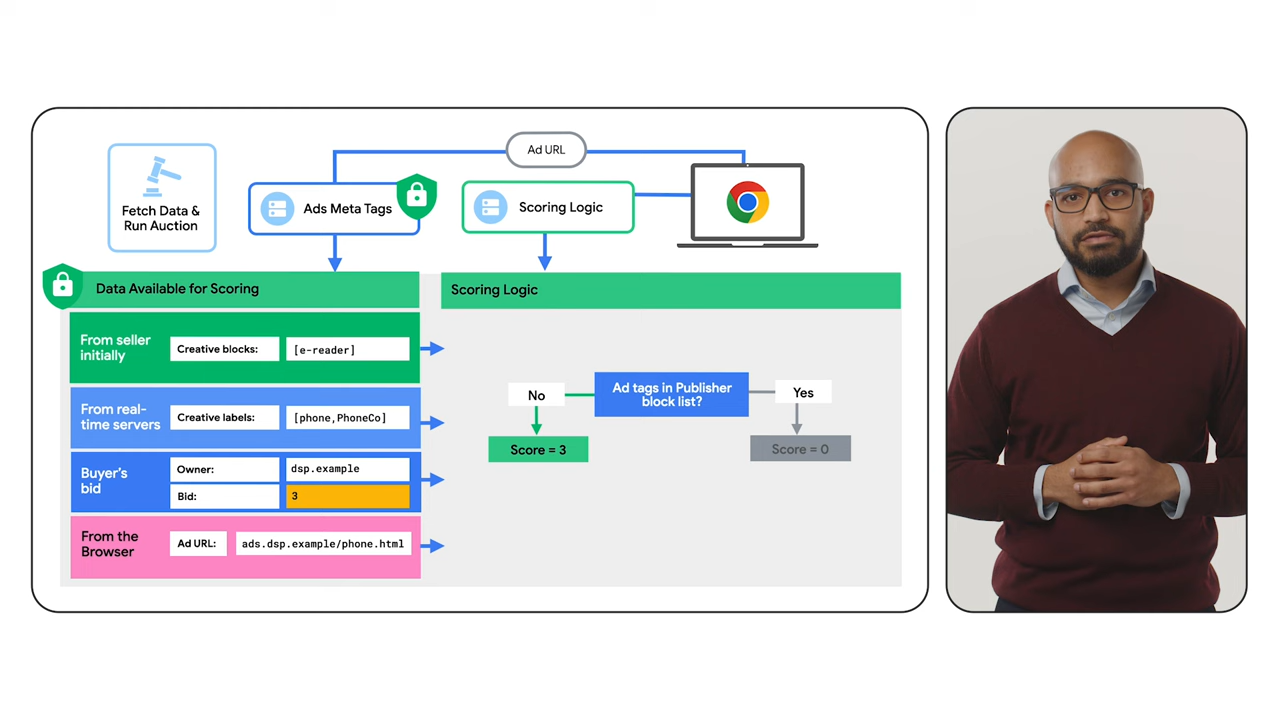 Ad URL
Fetch Data &
Run Auction
Ads Meta Tags
Scoring Logic
Data Available for Scoring
From seller
initially
Creative blocks:
[e-reader]
From real-
time servers
Creative labels:
[phone,PhoneCo]
Buyer's
bid
Owner:
dsp.example
Bid:
3
From the
Browser
Ad URL:
ads.dsp.example/phone.html
Scoring Logic
Ad tags in Publisher
block list?
No
Yes
Score = 3
Score = 0